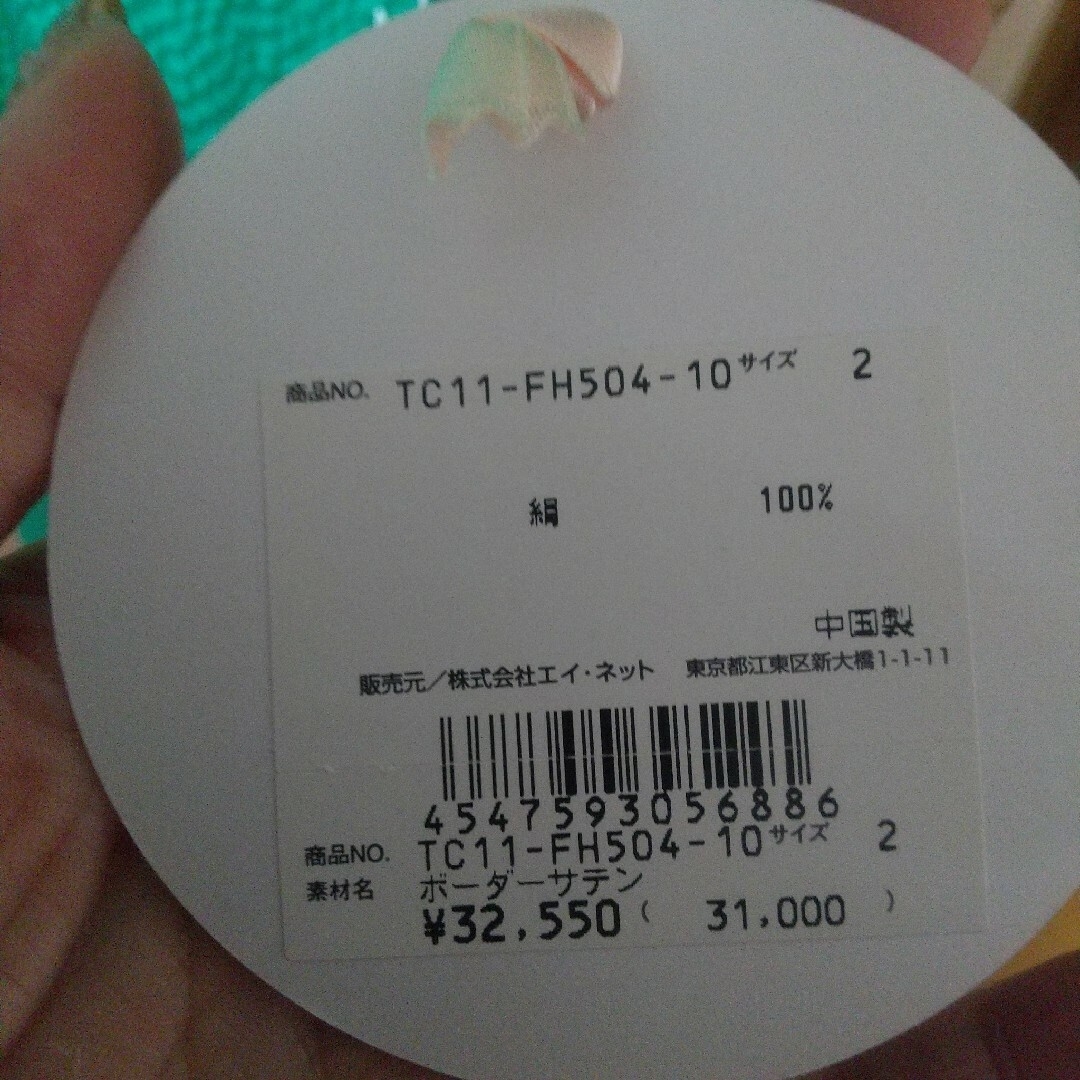 商品NO. TC11-FH504-10 サイズ 2
絹 100%
中国製
販売元／株式会社エイ・ネット 東京都江東区新大橋1-1-11
4547593056886
商品NO. TC11-FH504-10 サイズ 2
素材名 ボーダーサテン
¥32,550 ( 31,000 )